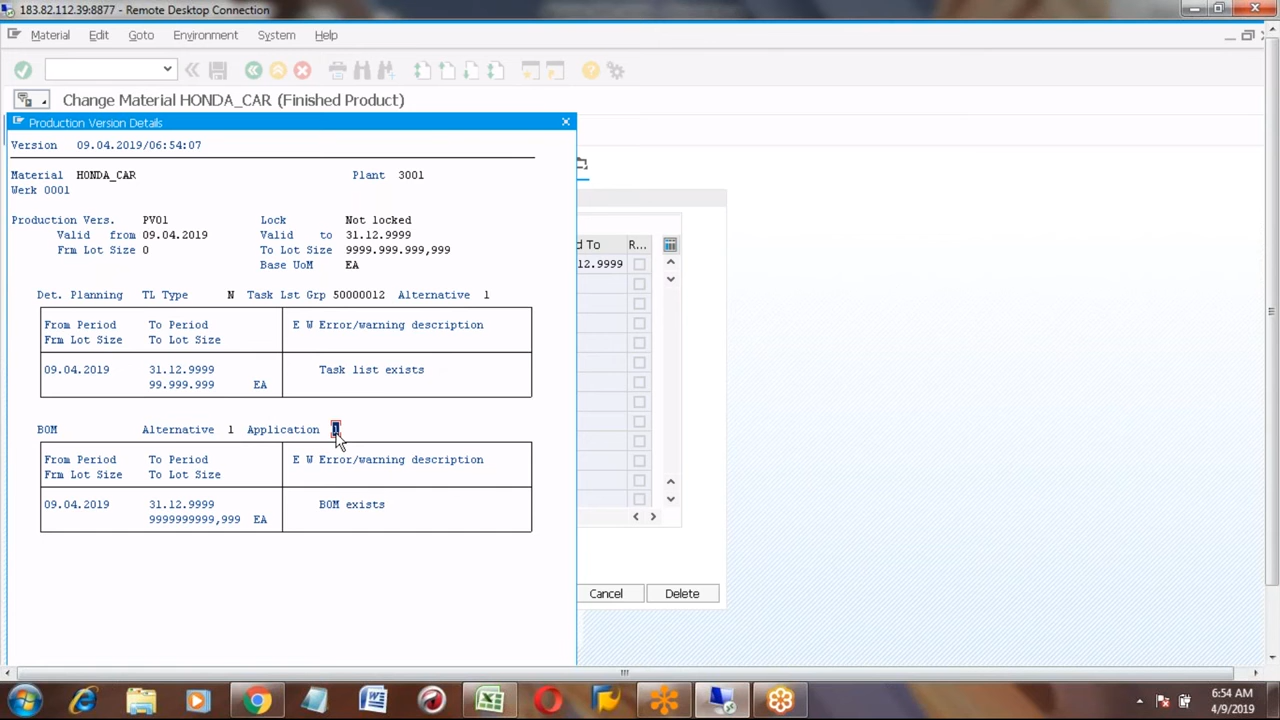 183.82.112.39:8877 - Remote Desktop Connection
Material Edit Goto Environment System Help
Change Material HONDA_CAR (Finished Product)
Production Version Details
Version 09.04.2019/06:54:07
Material HONDA_CAR Plant 3001
Werk 0001
Production Vers. PV01 Lock Not locked
Valid from 09.04.2019 Valid to 31.12.9999
Frm Lot Size 0 To Lot Size 9999.999.999,999
Base UoM EA
d To R...
12.9999
Det. Planning TL Type N Task Lst Grp 50000012 Alternative 1
From Period To Period E W Error/warning description
Frm Lot Size To Lot Size
09.04.2019 31.12.9999 Task list exists
99.999.999 EA
BOM Alternative 1 Application 1
From Period To Period E W Error/warning description
Frm Lot Size To Lot Size
09.04.2019 31.12.9999 BOM exists
9999999999,999 EA
Cancel Delete
6:54 AM
4/9/2019